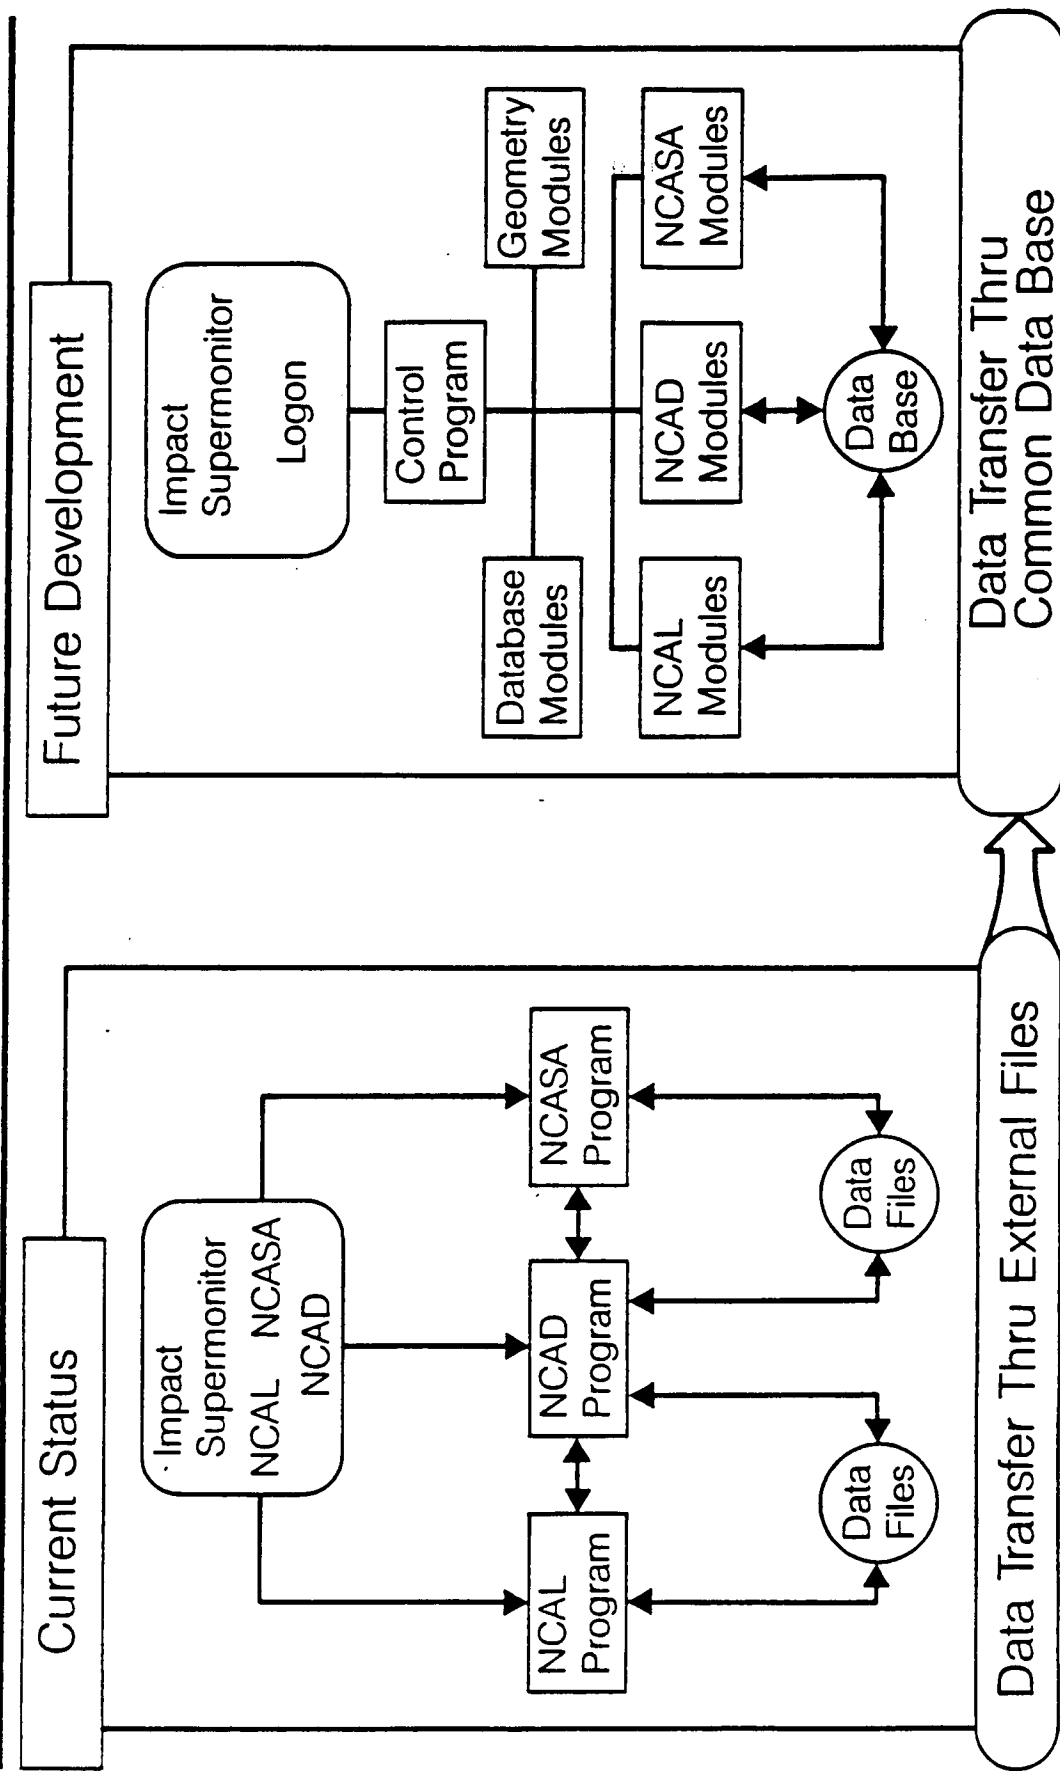 Current Status
Impact
Supermonitor
NCAL NCASA
NCAD
NCAL
Program
NCAD
Program
NCASA
Program
Data
Files
Data
Files
Data Transfer Thru External Files
Future Development
Impact
Supermonitor
Logon
Control
Program
Database
Modules
Geometry
Modules
NCAL
Modules
NCAD
Modules
NCASA
Modules
Data
Base
Data Transfer Thru
Common Data Base